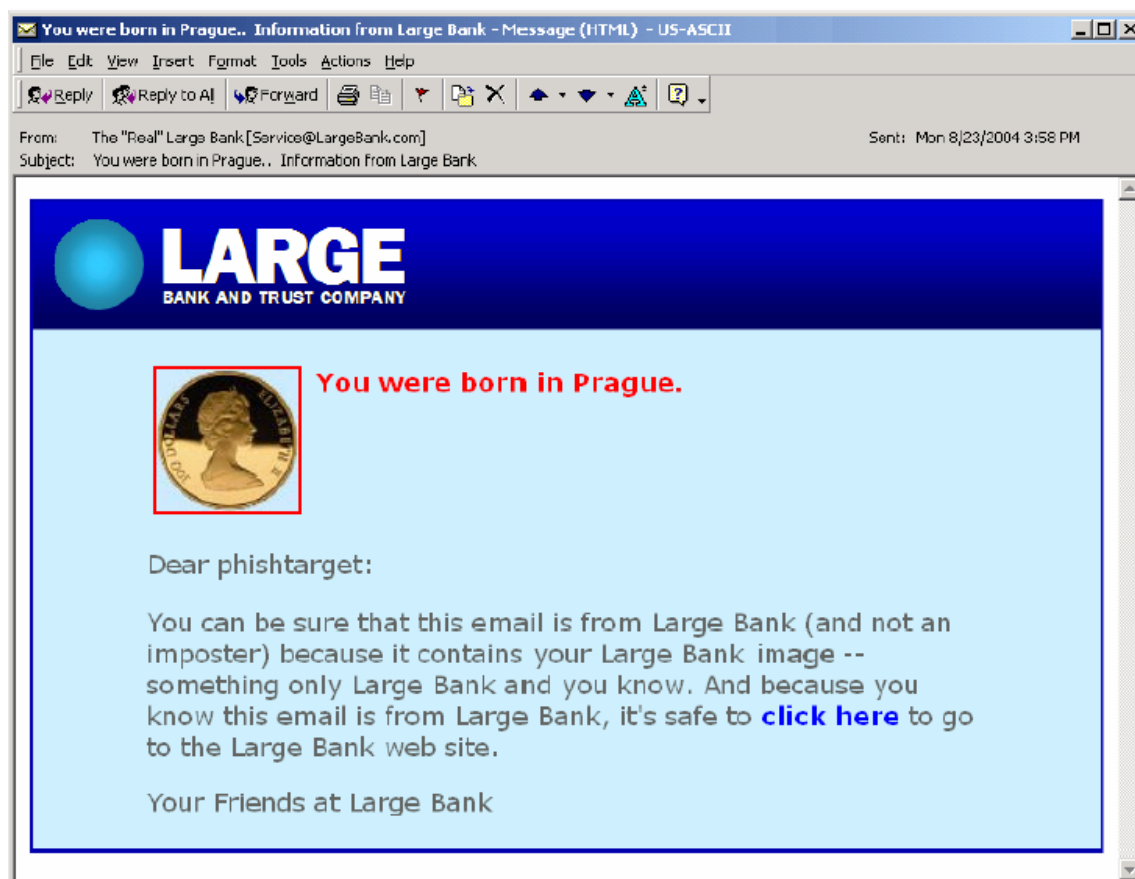 You were born in Prague.. Information from Large Bank - Message (HTML) - US-ASCII
File Edit View Insert Format Tools Actions Help
Reply Reply to All Forward
From: The "Real" Large Bank [Service@LargeBank.com] Sent: Mon 8/23/2004 3:58 PM
Subject: You were born in Prague.. Information from Large Bank
LARGE
BANK AND TRUST COMPANY
100 DOLLARS ELIZABETH II
You were born in Prague.
Dear phishtarget:
You can be sure that this email is from Large Bank (and not an
imposter) because it contains your Large Bank image --
something only Large Bank and you know. And because you
know this email is from Large Bank, it's safe to click here to go
to the Large Bank web site.
Your Friends at Large Bank